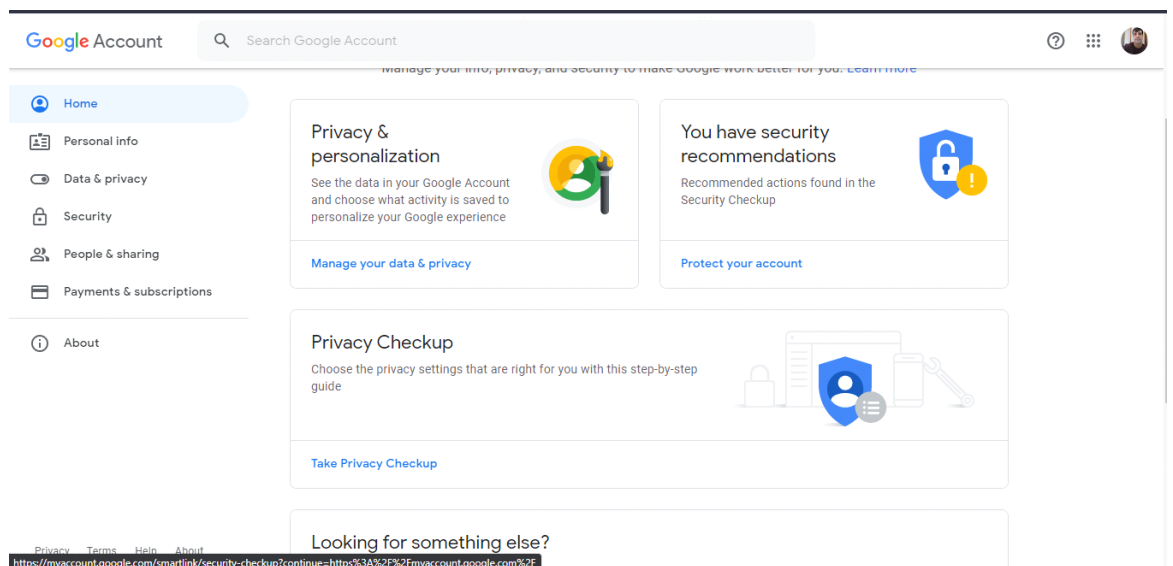 Google Account
Search Google Account
Manage your info, privacy, and security to make Google work better for you. Learn more
Home
Personal info
Data & privacy
Security
People & sharing
Payments & subscriptions
About
Privacy &
personalization
See the data in your Google Account
and choose what activity is saved to
personalize your Google experience
Manage your data & privacy
You have security
recommendations
Recommended actions found in the
Security Checkup
Protect your account
Privacy Checkup
Choose the privacy settings that are right for you with this step-by-step
guide
Take Privacy Checkup
Looking for something else?
Privacy Terms Help About
https://myaccount.google.com/smartlink/security-checkup?continue=https%3A%2F%2Fmyaccount.google.com%2F